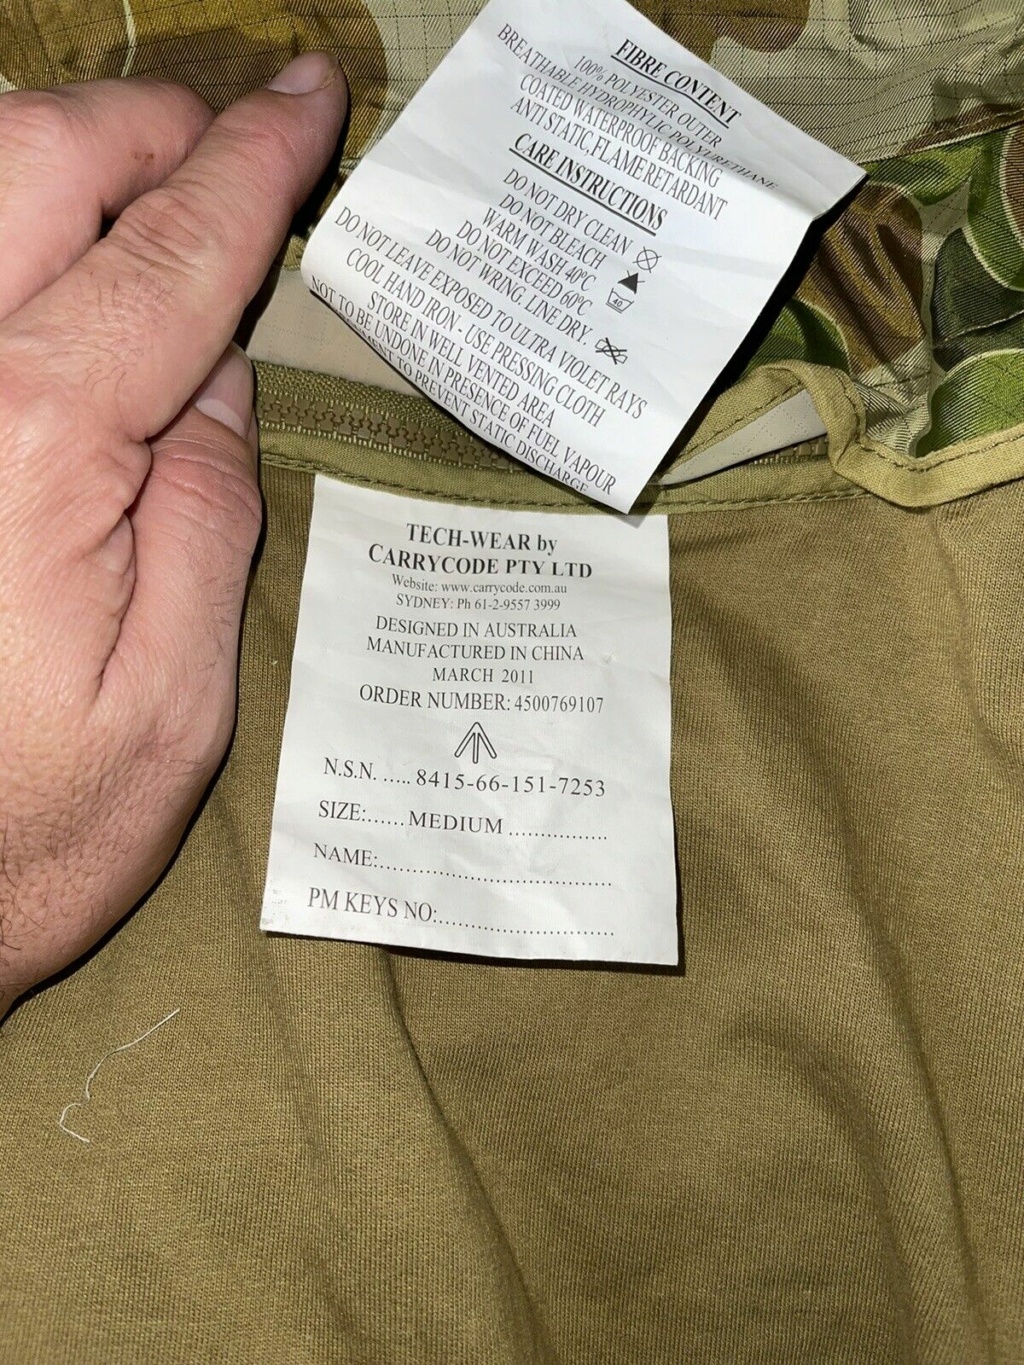 FIBRE CONTENT
100% POLYESTER OUTER
BREATHABLE HYDROPHYLIC POLYURETHANE
COATED WATERPROOF BACKING
ANTI STATIC, FLAME RETARDANT
CARE INSTRUCTIONS
DO NOT DRY CLEAN
DO NOT BLEACH
WARM WASH 40°C
40
DO NOT EXCEED 60°C
DO NOT WRING, LINE DRY.
DO NOT LEAVE EXPOSED TO ULTRA VIOLET RAYS
COOL HAND IRON - USE PRESSING CLOTH
STORE IN WELL VENTED AREA
NOT TO BE UNDONE IN PRESENCE OF FUEL VAPOUR
TO PREVENT STATIC DISCHARGE
TECH-WEAR by
CARRYCODE PTY LTD
Website: www.carrycode.com.au
SYDNEY: Ph 61-2-9557 3999
DESIGNED IN AUSTRALIA
MANUFACTURED IN CHINA
MARCH 2011
ORDER NUMBER: 4500769107
N.S.N. ..... 8415-66-151-7253
SIZE:......MEDIUM...............
NAME:...................................
PM KEYS NO:..........................